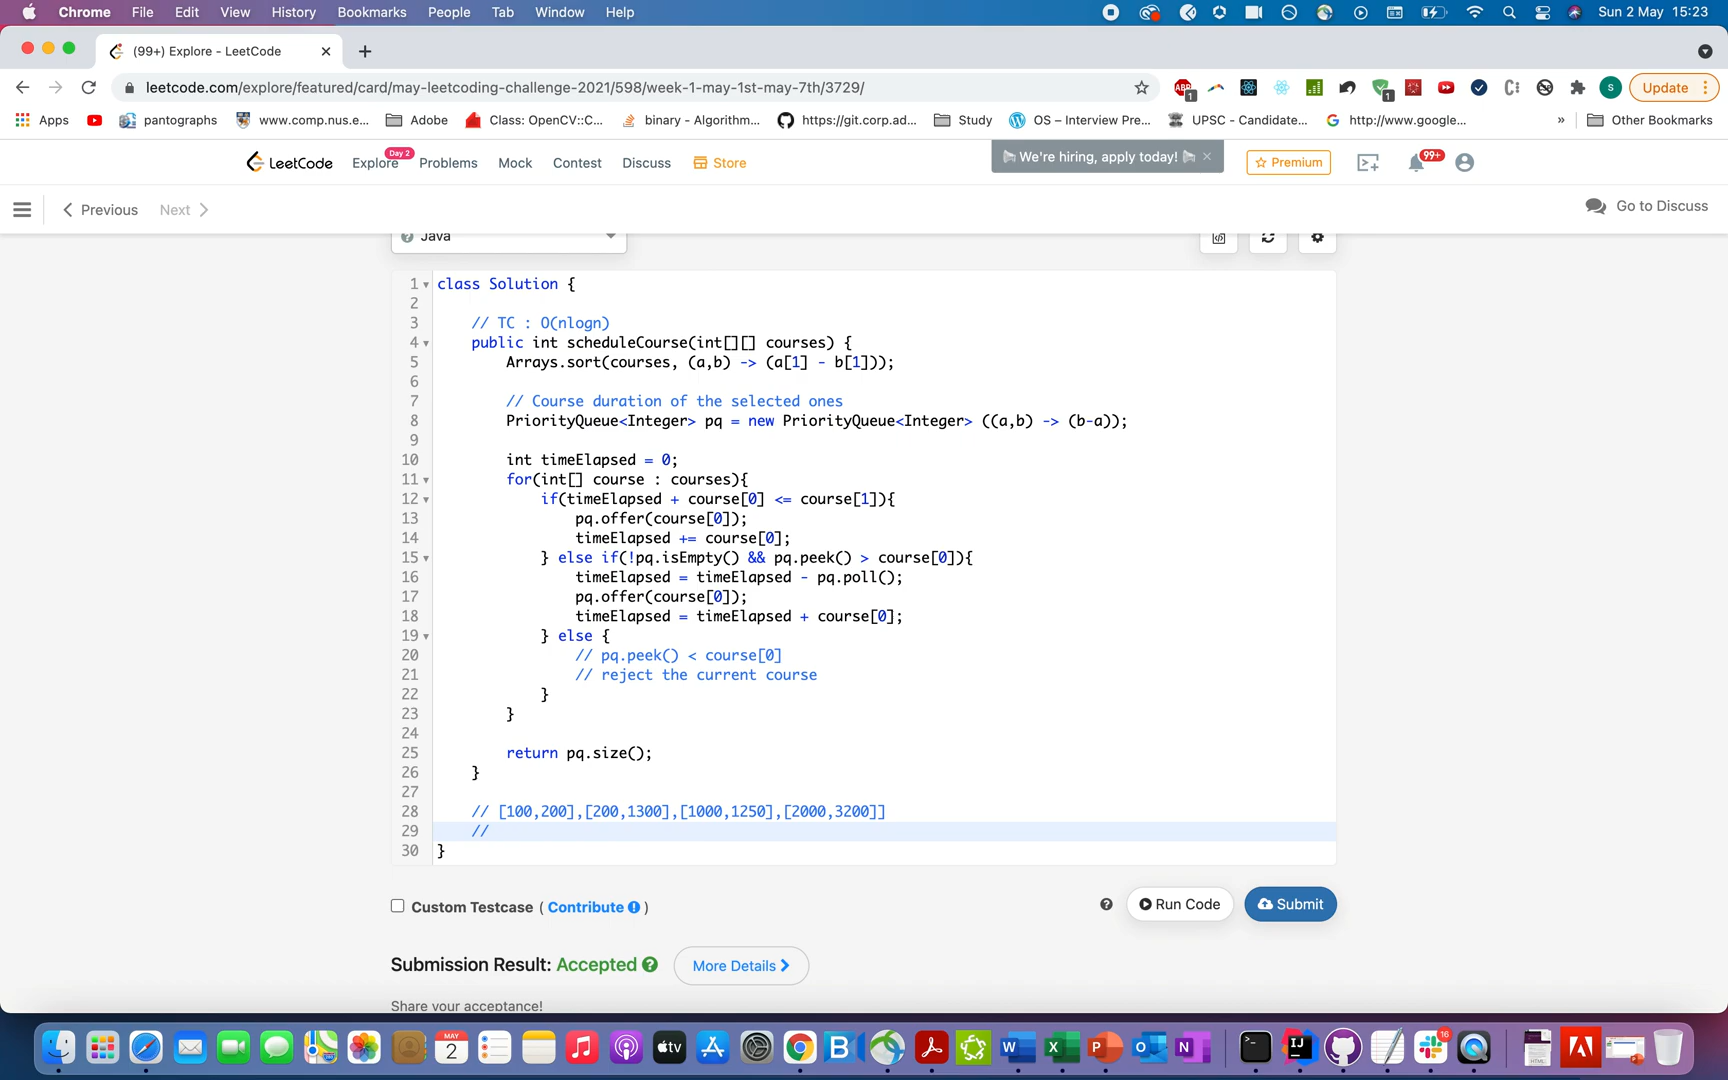 Chrome File Edit View History Bookmarks People Tab Window Help Sun 2 May 15:23
(99+) Explore - LeetCode
leetcode.com/explore/featured/card/may-leetcoding-challenge-2021/598/week-1-may-1st-may-7th/3729/ ABP 1 1 S Update
Apps pantographs www.comp.nus.e... Adobe Class: OpenCV::C... binary - Algorithm... https://git.corp.ad... Study OS – Interview Pre... UPSC - Candidate... http://www.google... » Other Bookmarks
LeetCode Explore Day 2 Problems Mock Contest Discuss Store We're hiring, apply today! Premium 99+
Previous Next Go to Discuss
Java
1 class Solution {
2
3 // TC : O(nlogn)
4 public int scheduleCourse(int[][] courses) {
5 Arrays.sort(courses, (a,b) -> (a[1] - b[1]));
6
7 // Course duration of the selected ones
8 PriorityQueue<Integer> pq = new PriorityQueue<Integer> ((a,b) -> (b-a));
9
10 int timeElapsed = 0;
11 for(int[] course : courses){
12 if(timeElapsed + course[0] <= course[1]){
13 pq.offer(course[0]);
14 timeElapsed += course[0];
15 } else if(!pq.isEmpty() && pq.peek() > course[0]){
16 timeElapsed = timeElapsed - pq.poll();
17 pq.offer(course[0]);
18 timeElapsed = timeElapsed + course[0];
19 } else {
20 // pq.peek() < course[0]
21 // reject the current course
22 }
23 }
24
25 return pq.size();
26 }
27
28 // [100,200],[200,1300],[1000,1250],[2000,3200]]
29 //
30 }
Custom Testcase ( Contribute )
Run Code
Submit
Submission Result: Accepted
More Details
Share your acceptance!
MAY 2 tv W X P O N IJ 16